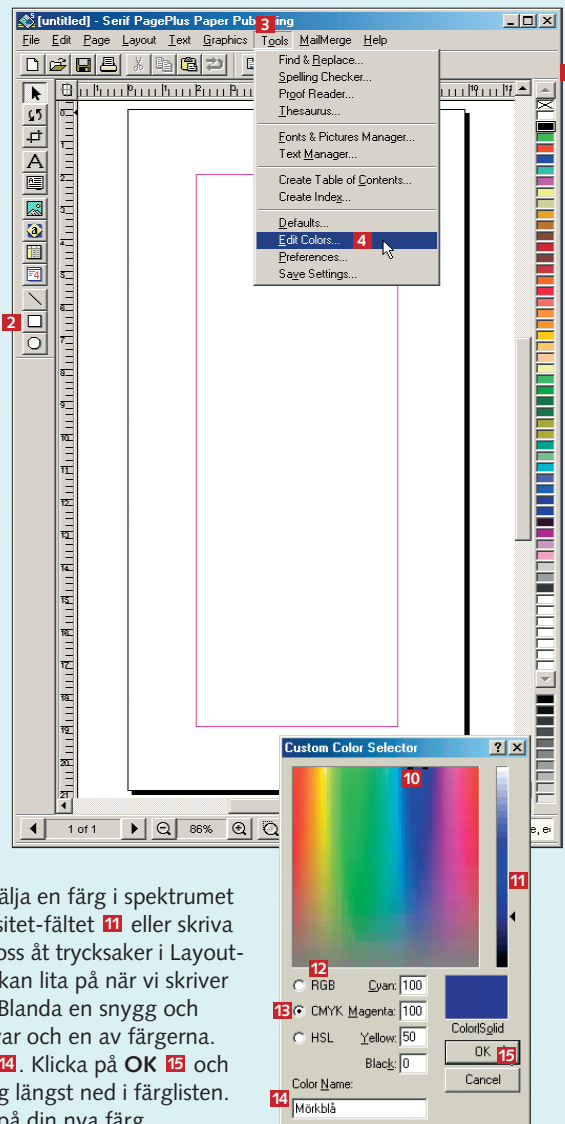 [untitled] - Serif PagePlus Paper Pub
ing
3
File Edit Page Layout Text Graphics Tools MailMerge Help
Find & Replace...
Spelling Checker...
Proof Reader...
Thesaurus...
Fonts & Pictures Manager...
Text Manager...
Create Table of Contents...
Create Index...
Defaults...
Edit Colors... 4
Preferences...
Save Settings...
2
1 of 1 86%
Custom Color Selector
10
11
12
RGB Cyan: 100
13 CMYK Magenta: 100
HSL Yellow: 50
Black: 0
Color|Solid
OK 15
Cancel
Color Name:
14 Mörkblå
älja en färg i spektrumet
sitet-fältet 11 eller skriva
oss åt trycksaker i Layout-
kan lita på när vi skriver
Blanda en snygg och
var och en av färgerna.
14. Klicka på OK 15 och
g längst ned i färglisten.
på din nya färg